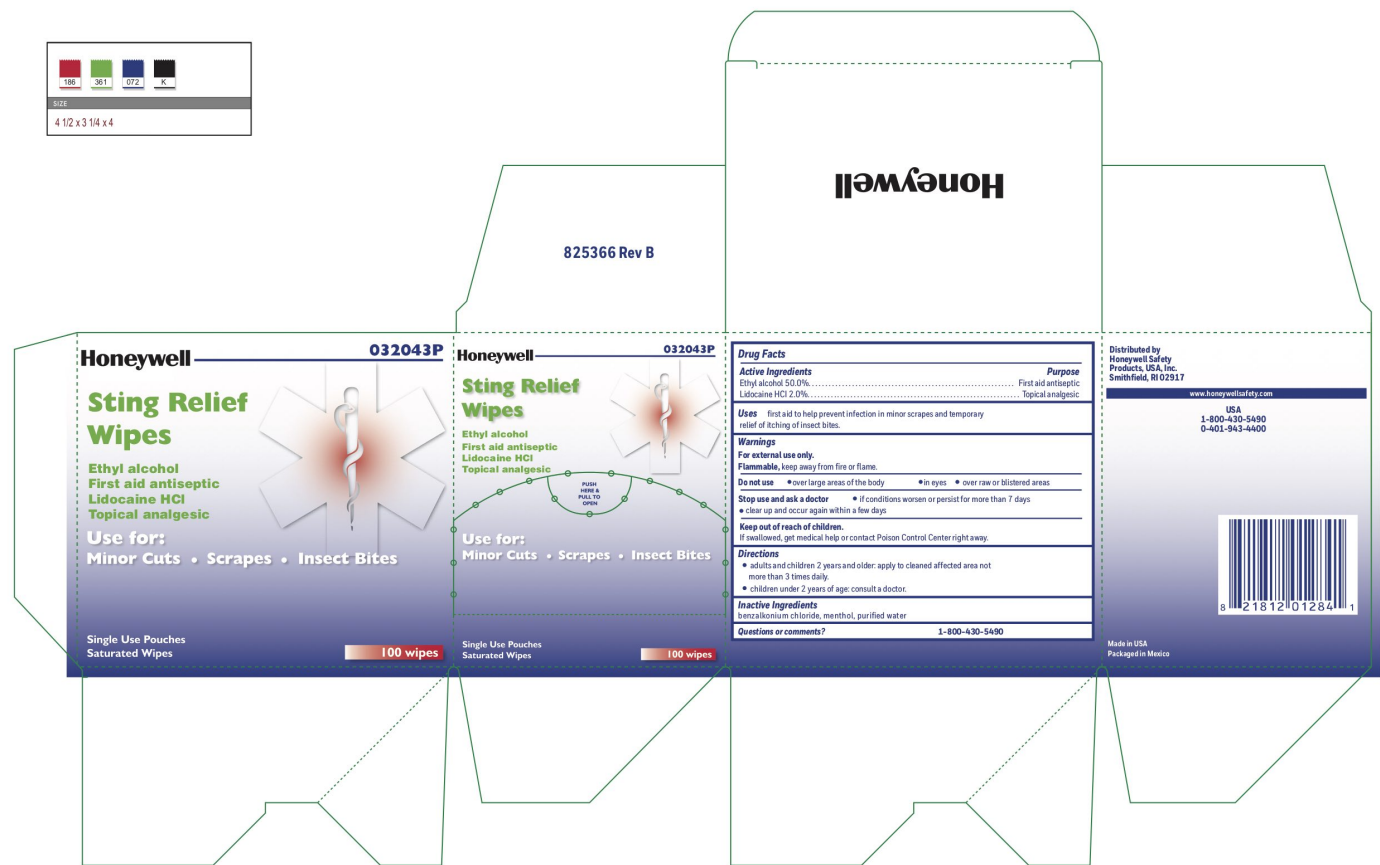 186 361 072 K
SIZE
4 1/2 x 3 1/4 x 4
Honeywell
825366 Rev B
Honeywell 032043P
Sting Relief
Wipes
Ethyl alcohol
First aid antiseptic
Lidocaine HCl
Topical analgesic
Use for:
Minor Cuts • Scrapes • Insect Bites
Single Use Pouches
Saturated Wipes
100 wipes
Honeywell 032043P
Sting Relief
Wipes
Ethyl alcohol
First aid antiseptic
Lidocaine HCl
Topical analgesic
PUSH
HERE &
PULL TO
OPEN
Use for:
Minor Cuts • Scrapes • Insect Bites
Single Use Pouches
Saturated Wipes
100 wipes
Drug Facts
Active Ingredients Purpose
Ethyl alcohol 50.0%. . . . . . . . . . . . . . . . . . . . First aid antiseptic
Lidocaine HCl 2.0%. . . . . . . . . . . . . . . . . . . . Topical analgesic
Uses first aid to help prevent infection in minor scrapes and temporary
relief of itching of insect bites.
Warnings
For external use only.
Flammable, keep away from fire or flame.
Do not use • over large areas of the body • in eyes • over raw or blistered areas
Stop use and ask a doctor • if conditions worsen or persist for more than 7 days
• clear up and occur again within a few days
Keep out of reach of children.
If swallowed, get medical help or contact Poison Control Center right away.
Directions
• adults and children 2 years and older: apply to cleaned affected area not
more than 3 times daily.
• children under 2 years of age: consult a doctor.
Inactive Ingredients
benzalkonium chloride, menthol, purified water
Questions or comments? 1-800-430-5490
Distributed by
Honeywell Safety
Products, USA, Inc.
Smithfield, RI 02917
www.honeywellsafety.com
USA
1-800-430-5490
0-401-943-4400
8 21812 01284 1
Made in USA
Packaged in Mexico